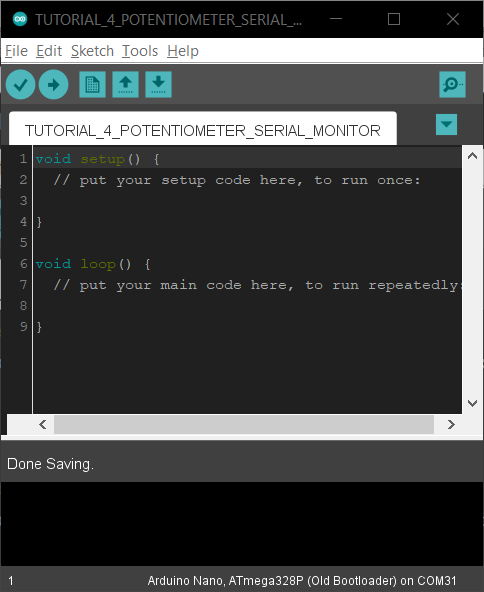 TUTORIAL_4_POTENTIOMETER_SERIAL_
File Edit Sketch Tools Help
TUTORIAL_4_POTENTIOMETER_SERIAL_MONITOR
1 void setup() {
2 // put your setup code here, to run once:
3
4 }
5
6 void loop() {
7 // put your main code here, to run repeatedly:
8
9 }
Done Saving.
1 Arduino Nano, ATmega328P (Old Bootloader) on COM31